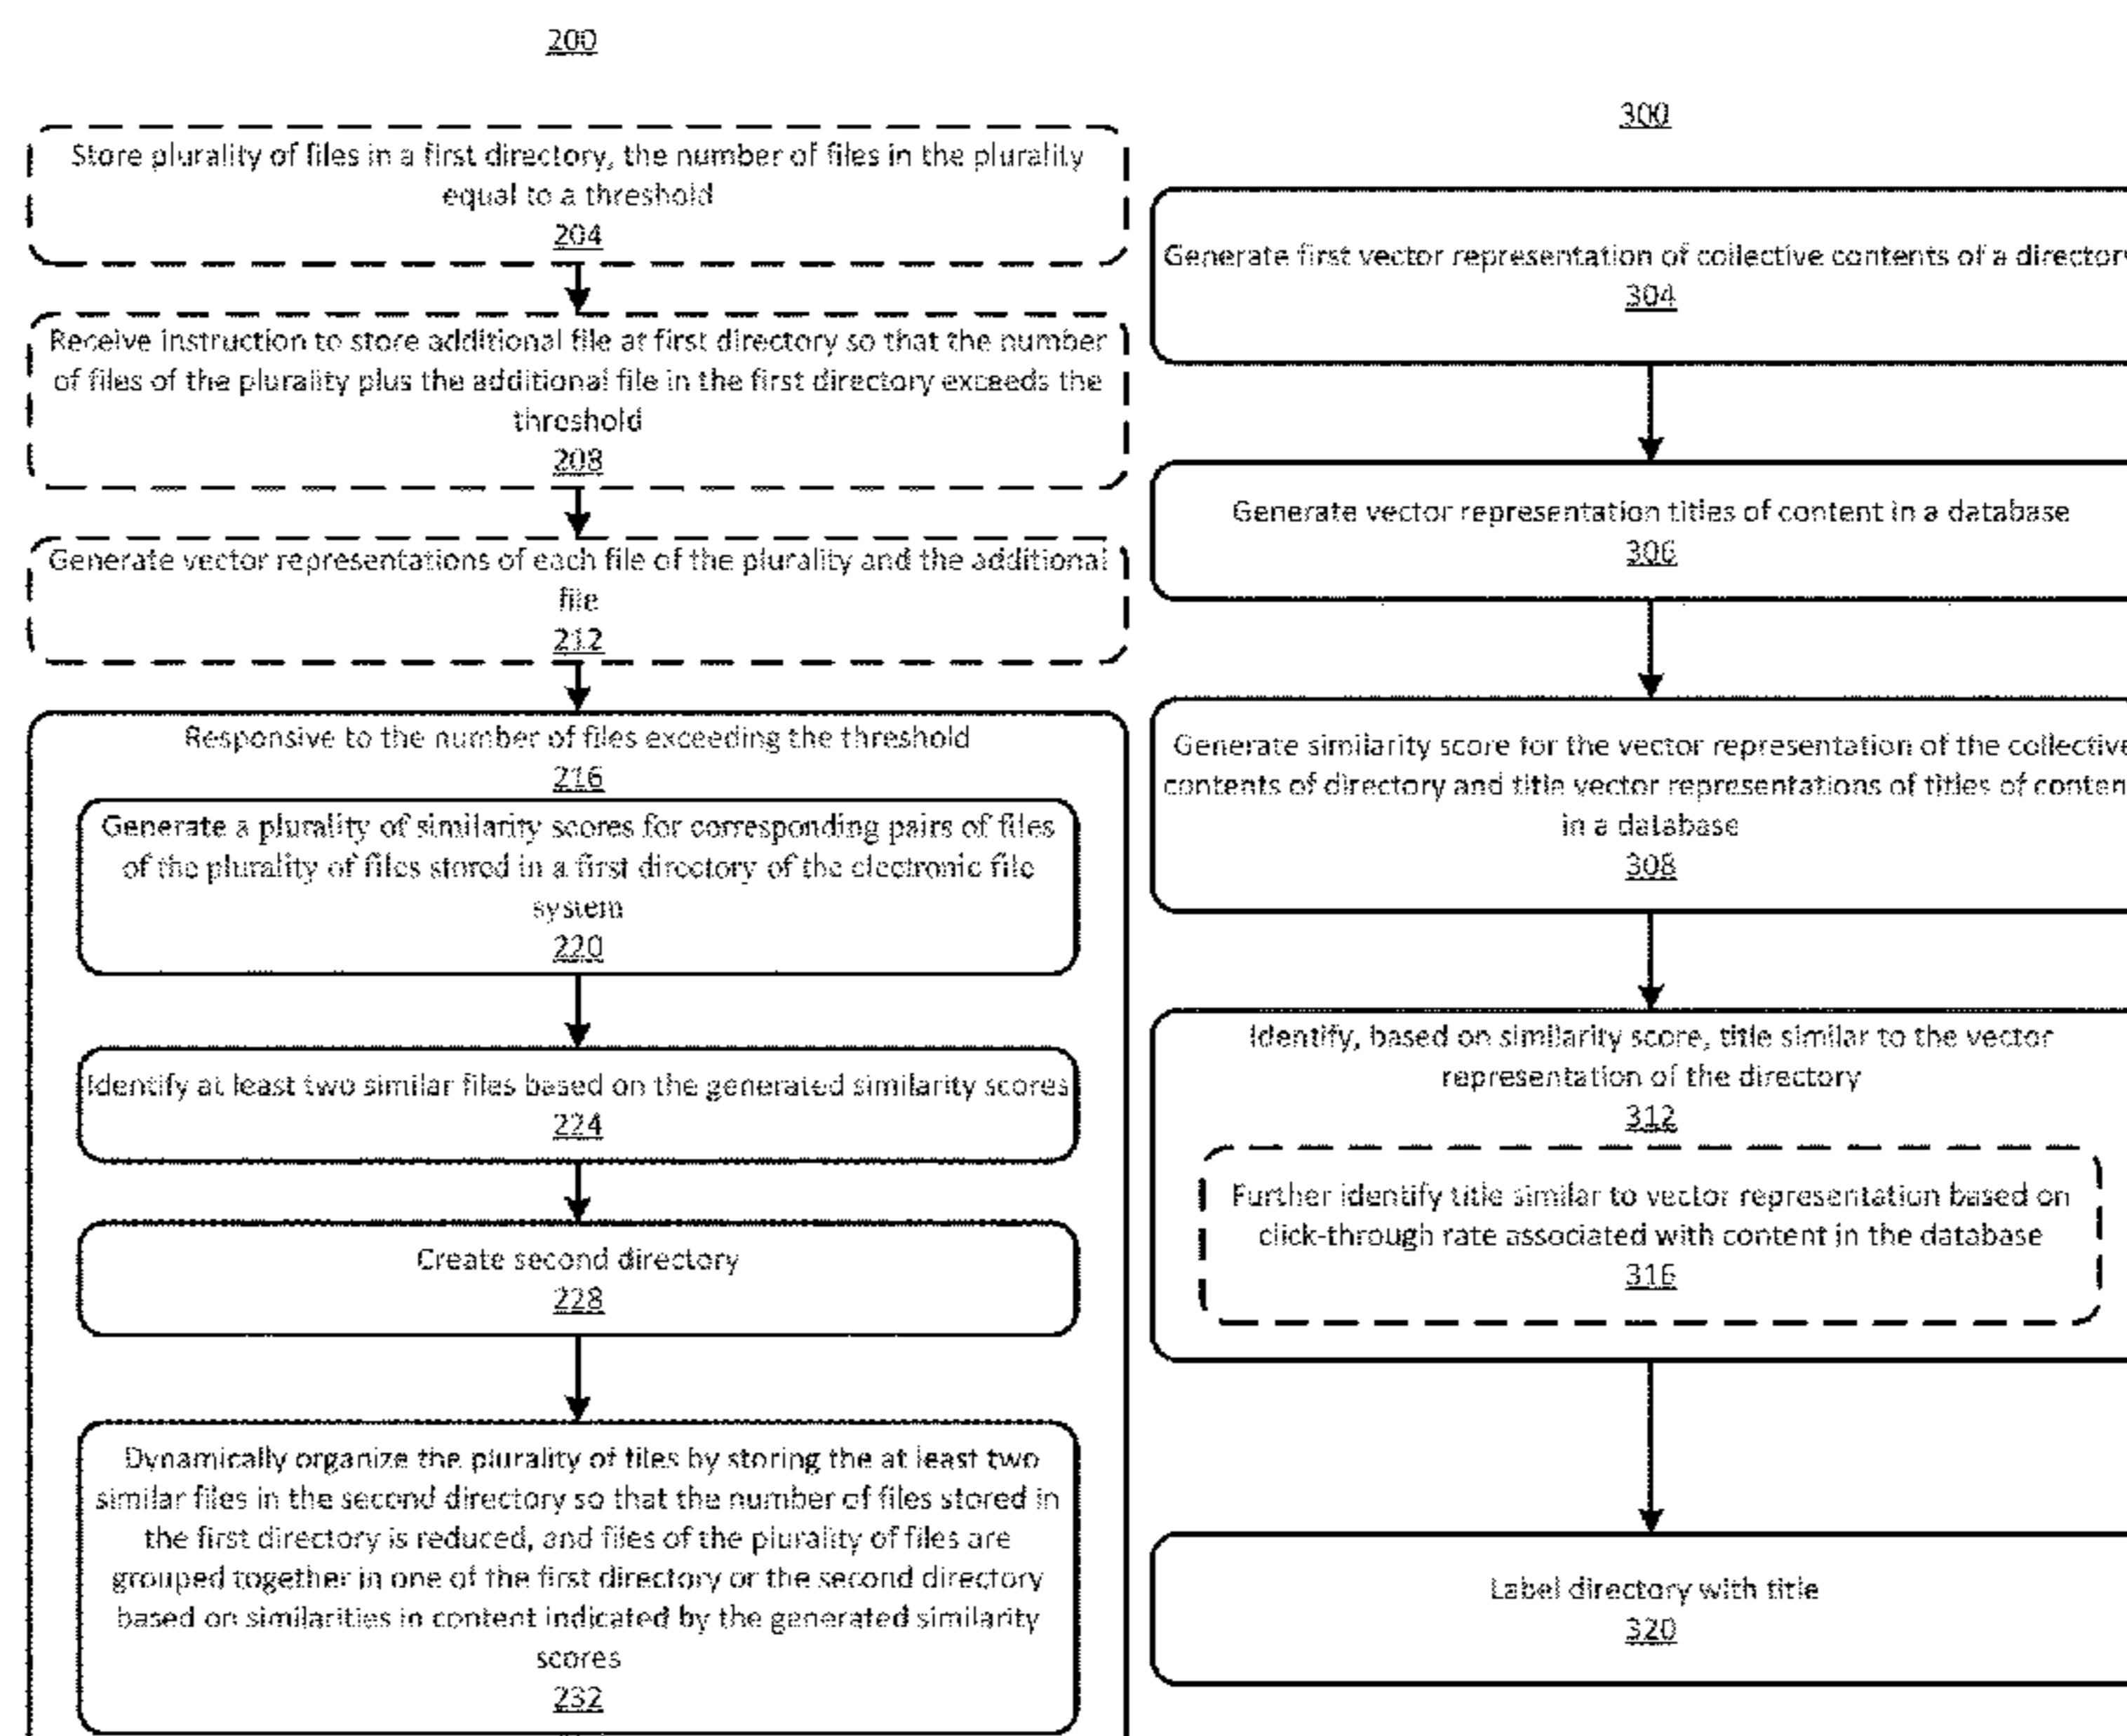 200
Store plurality of files in a first directory, the number of files in the plurality
equal to a threshold
204
Receive instruction to store additional file at first directory so that the number
of files of the plurality plus the additional file in the first directory exceeds the
threshold
208
Generate vector representations of each file of the plurality and the additional
file
212
Responsive to the number of files exceeding the threshold
216
Generate a plurality of similarity scores for corresponding pairs of files
of the plurality of files stored in a first directory of the electronic file
system
220
Identify at least two similar files based on the generated similarity scores
224
Create second directory
228
Dynamically organize the plurality of files by storing the at least two
similar files in the second directory so that the number of files stored in
the first directory is reduced, and files of the plurality of files are
grouped together in one of the first directory or the second directory
based on similarities in content indicated by the generated similarity
scores
232
300
Generate first vector representation of collective contents of a directory
304
Generate vector representation titles of content in a database
306
Generate similarity score for the vector representation of the collective
contents of directory and title vector representations of titles of conten
in a database
308
Identify, based on similarity score, title similar to the vector
representation of the directory
312
Further identify title similar to vector representation based on
click-through rate associated with content in the database
316
Label directory with title
320